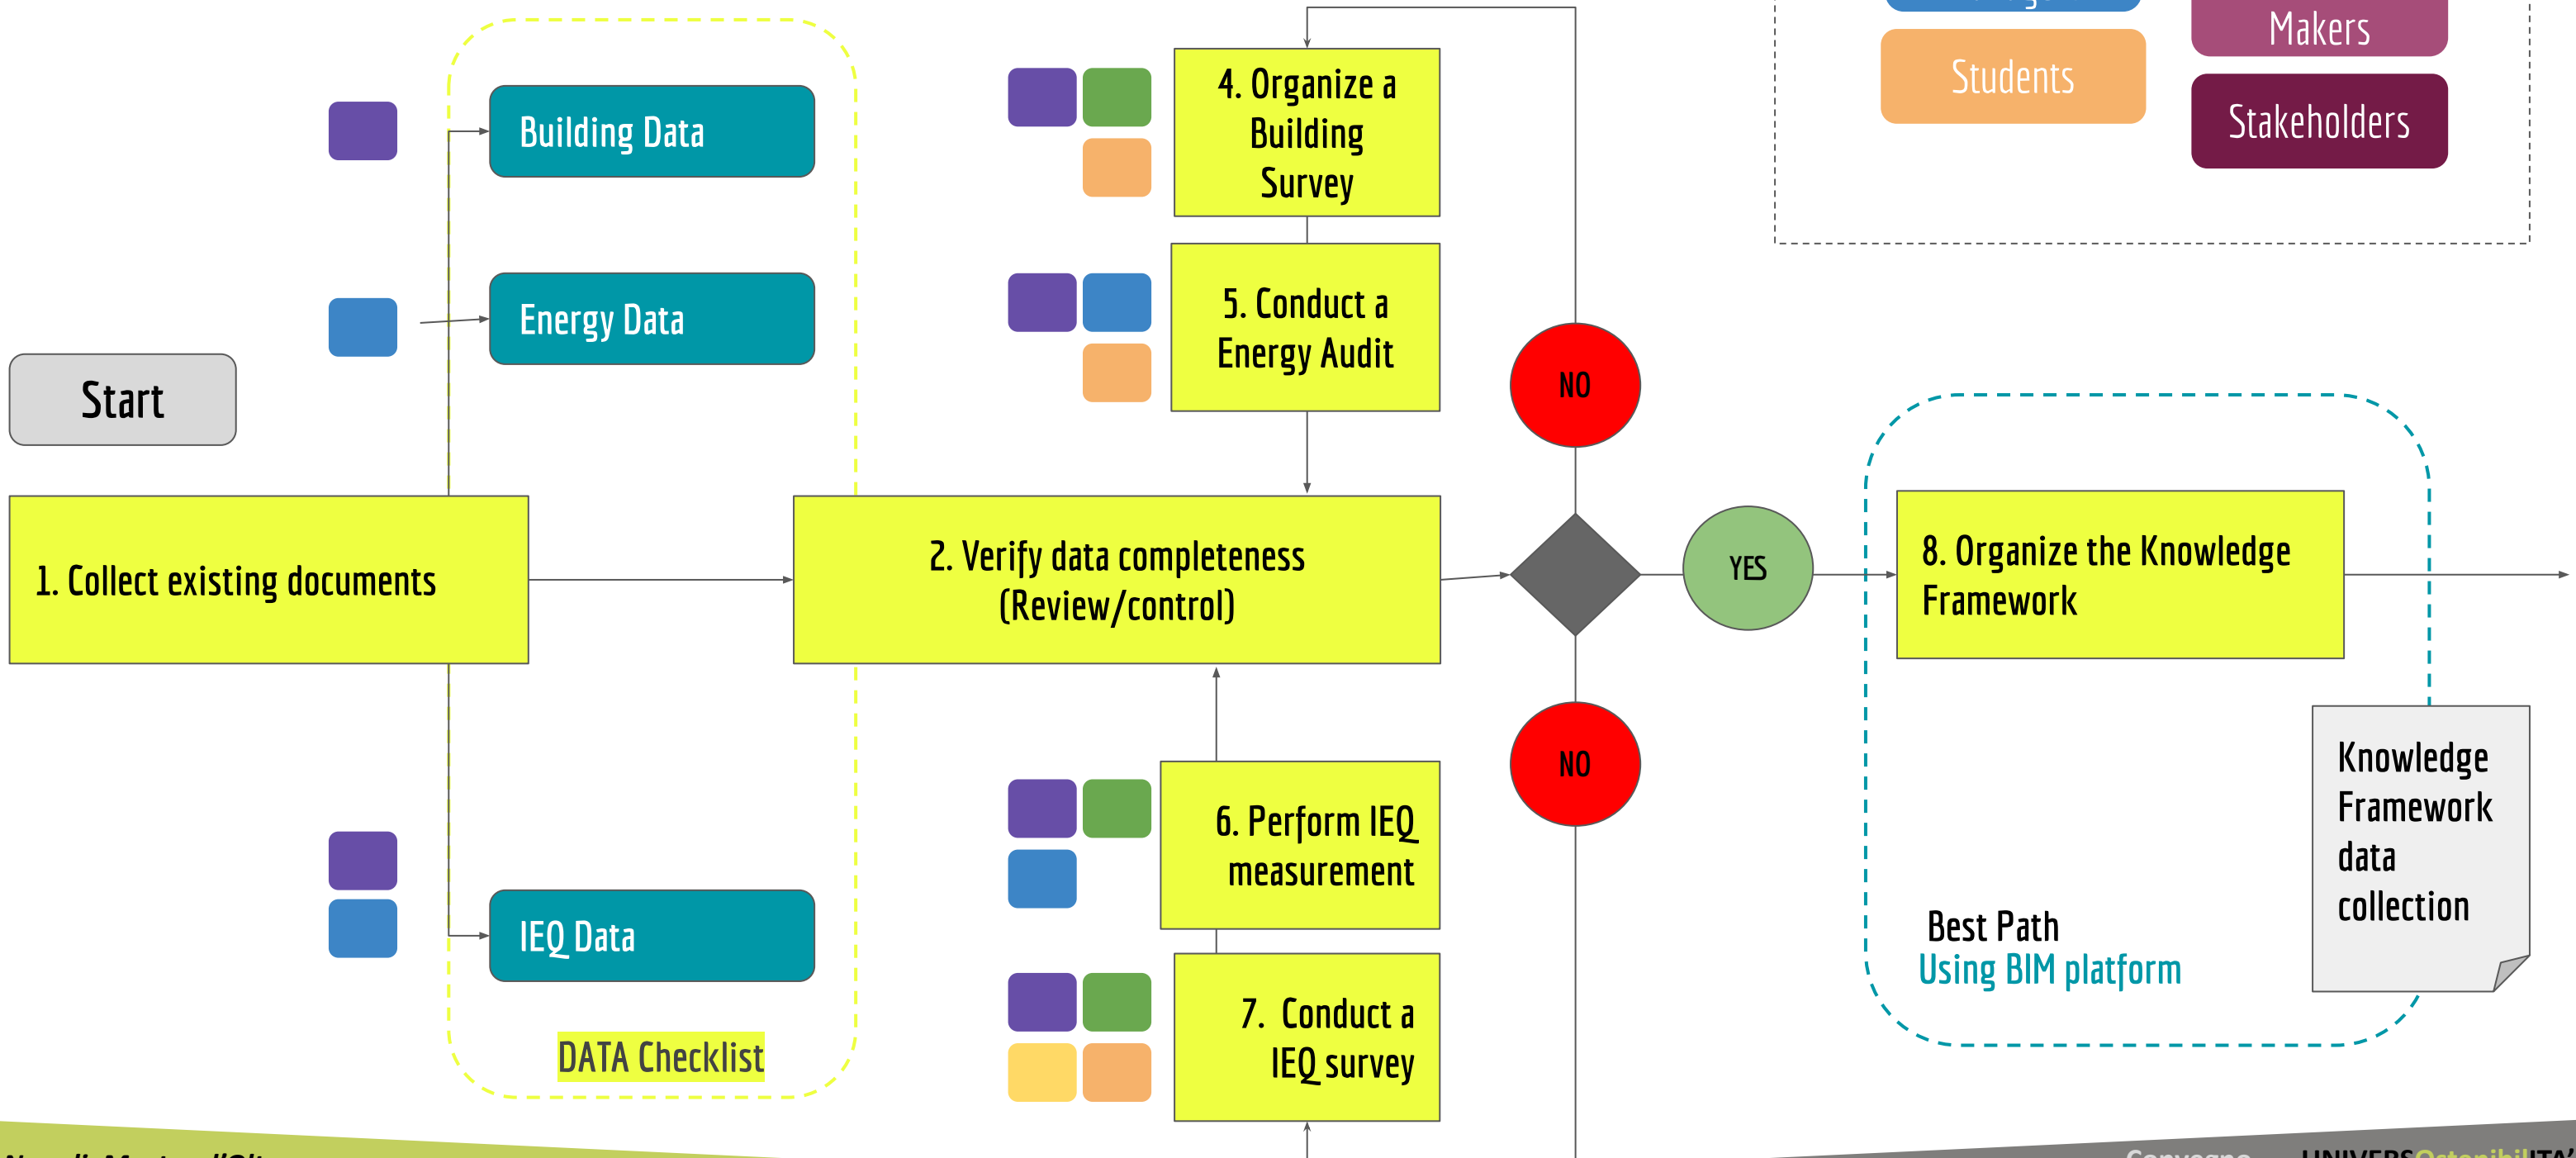 Makers
Students
Stakeholders
Building Data
Energy Data
Start
4. Organize a
Building
Survey
5. Conduct a
Energy Audit
NO
1. Collect existing documents
2. Verify data completeness
(Review/control)
YES
8. Organize the Knowledge
Framework
NO
6. Perform IEQ
measurement
Knowledge
Framework
data
collection
IEQ Data
Best Path
Using BIM platform
7. Conduct a
IEQ survey
DATA Checklist